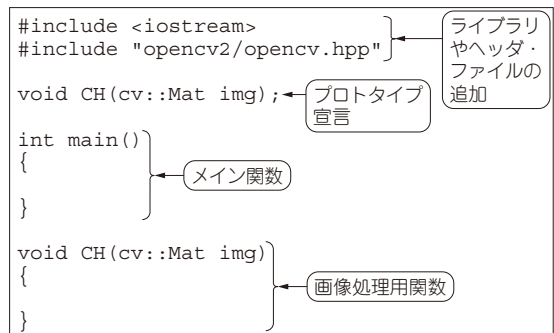 #include <iostream>
#include "opencv2/opencv.hpp"
ライブラリ
やヘッダ・
ファイルの
追加
void CH(cv::Mat img);
プロトタイプ
宣言
int main()
{
メイン関数
}
void CH(cv::Mat img)
{
画像処理用関数
}